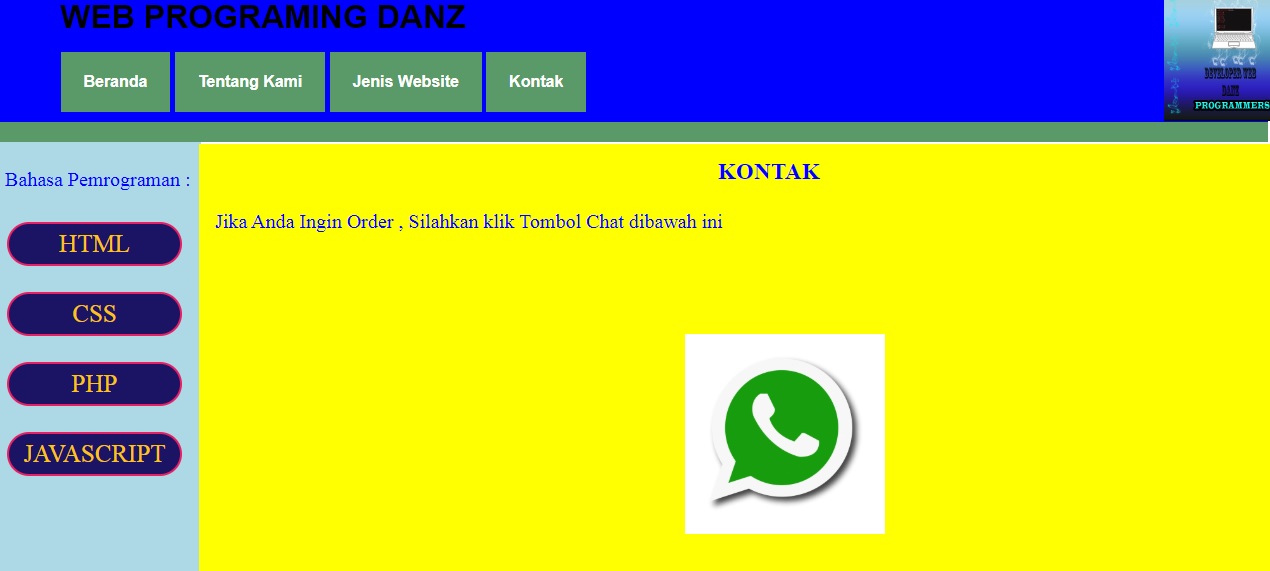 WEB PROGRAMING DANZ
Beranda
Tentang Kami
Jenis Website
Kontak
DEVELOPER WEB
DANZ
PROGRAMMERS
Bahasa Pemrograman :
HTML
CSS
PHP
JAVASCRIPT
KONTAK
Jika Anda Ingin Order , Silahkan klik Tombol Chat dibawah ini